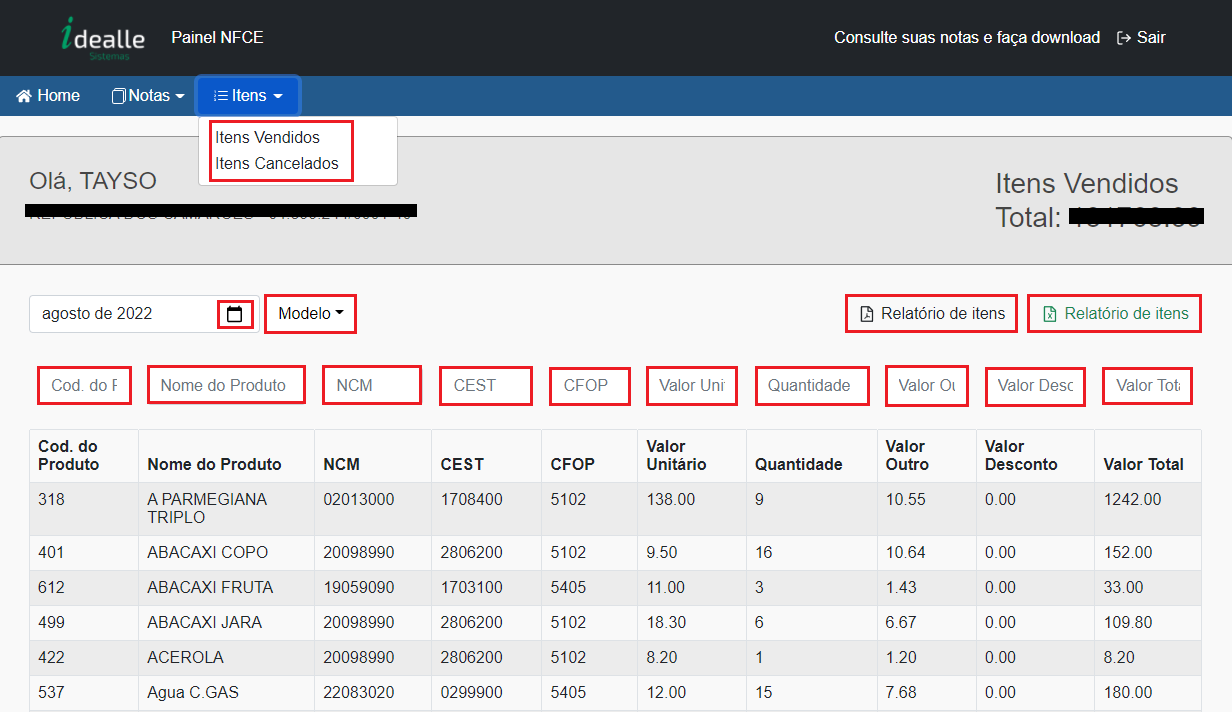 idealle
Sistemas
Painel NFCE
Consulte suas notas e faça download
Sair
Home
Notas
Itens
Itens Vendidos
Itens Cancelados
Olá, TAYSO
Itens Vendidos
Total:
agosto de 2022
Modelo
Relatório de itens
Relatório de itens
Cod. do P
Nome do Produto
NCM
CEST
CFOP
Valor Uni
Quantidade
Valor Ou
Valor Desc
Valor Tota
Cod. do Produto Nome do Produto NCM CEST CFOP Valor Unitário Quantidade Valor Outro Valor Desconto Valor Total
318 A PARMEGIANA TRIPLO 02013000 1708400 5102 138.00 9 10.55 0.00 1242.00
401 ABACAXI COPO 20098990 2806200 5102 9.50 16 10.64 0.00 152.00
612 ABACAXI FRUTA 19059090 1703100 5405 11.00 3 1.43 0.00 33.00
499 ABACAXI JARA 20098990 2806200 5102 18.30 6 6.67 0.00 109.80
422 ACEROLA 20098990 2806200 5102 8.20 1 1.20 0.00 8.20
537 Agua C.GAS 22083020 0299900 5405 12.00 15 7.68 0.00 180.00